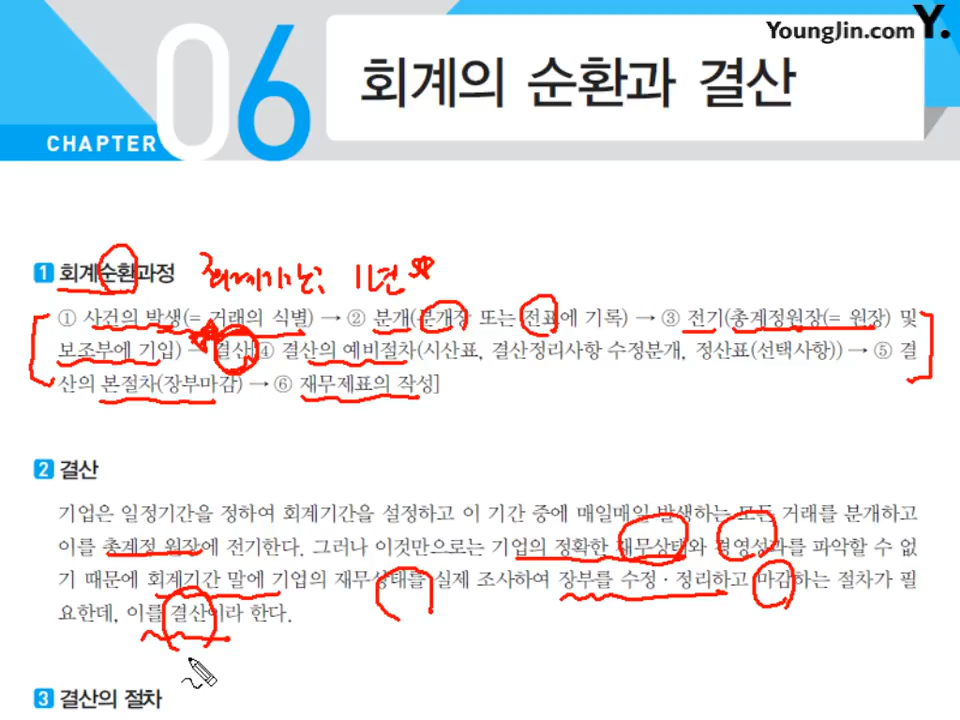 YoungJin.com Y.
CHAPTER 06 회계의 순환과 결산
1 회계순환과정
회계기간: 1년
① 사건의 발생(= 거래의 식별) → ② 분개(분개장 또는 전표에 기록) → ③ 전기(총계정원장(= 원장) 및
보조부에 기입) → 결산[④ 결산의 예비절차(시산표, 결산정리사항 수정분개, 정산표(선택사항)) → ⑤ 결
산의 본절차(장부마감) → ⑥ 재무제표의 작성]
2 결산
기업은 일정기간을 정하여 회계기간을 설정하고 이 기간 중에 매일매일 발생하는 모든 거래를 분개하고
이를 총계정 원장에 전기한다. 그러나 이것만으로는 기업의 정확한 재무상태와 경영성과를 파악할 수 없
기 때문에 회계기간 말에 기업의 재무상태를 실제 조사하여 장부를 수정·정리하고 마감하는 절차가 필
요한데, 이를 결산이라 한다.
3 결산의 절차